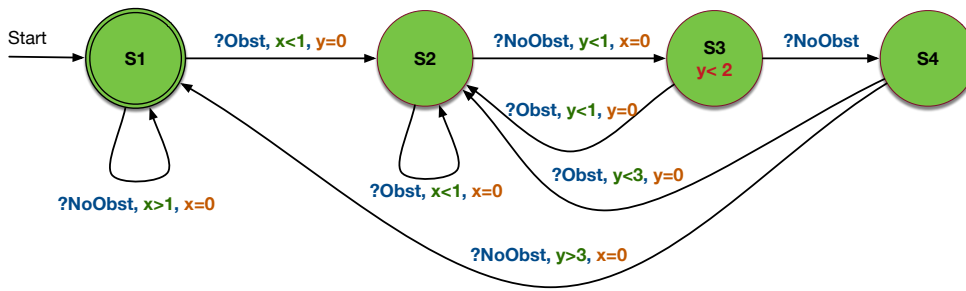 Start
S1
?Obst, x<1, y=0
S2
?NoObst, y<1, x=0
S3
y< 2
?NoObst
S4
?Obst, y<1, y=0
?Obst, y<3, y=0
?Obst, x<1, x=0
?NoObst, x>1, x=0
?NoObst, y>3, x=0